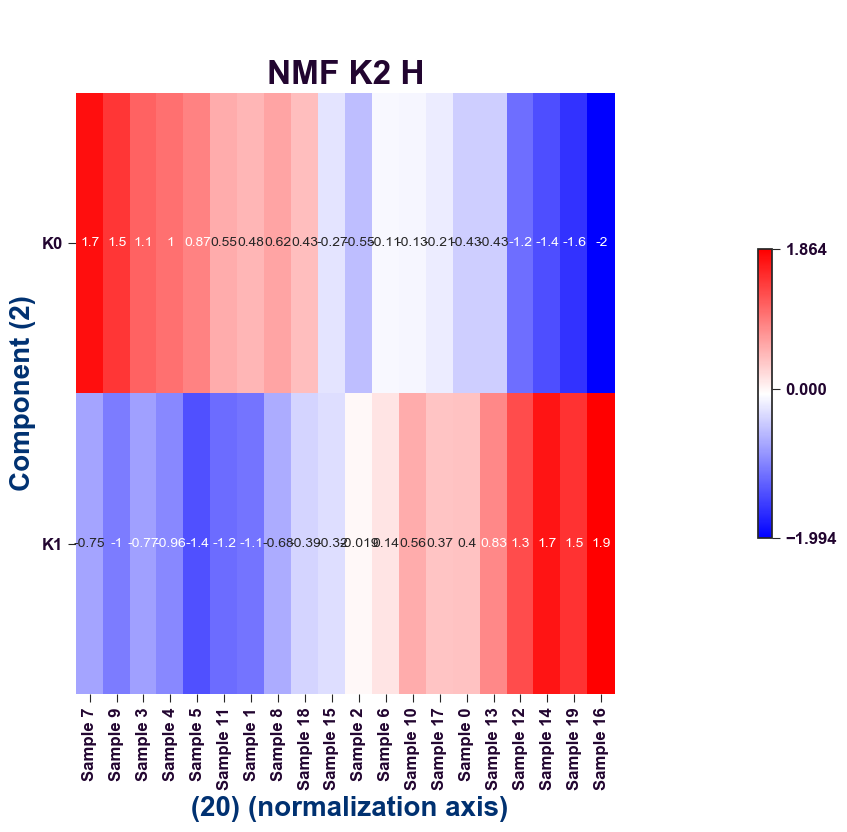 NMF K2 H
K0
1.7 1.5 1.1 1 0.87 0.55 0.48 0.62 0.43 -0.27 -0.55 -0.11 -0.13 -0.21 -0.43 -0.43 -1.2 -1.4 -1.6 -2
K1
-0.75 -1 -0.77 -0.96 -1.4 -1.2 -1.1 -0.68 -0.39 -0.32 -0.019 0.14 0.56 0.37 0.4 0.83 1.3 1.7 1.5 1.9
Component (2)
Sample 7
Sample 9
Sample 3
Sample 4
Sample 5
Sample 11
Sample 1
Sample 8
Sample 18
Sample 15
Sample 2
Sample 6
Sample 10
Sample 17
Sample 0
Sample 13
Sample 12
Sample 14
Sample 19
Sample 16
(20) (normalization axis)
1.864
0.000
−1.994